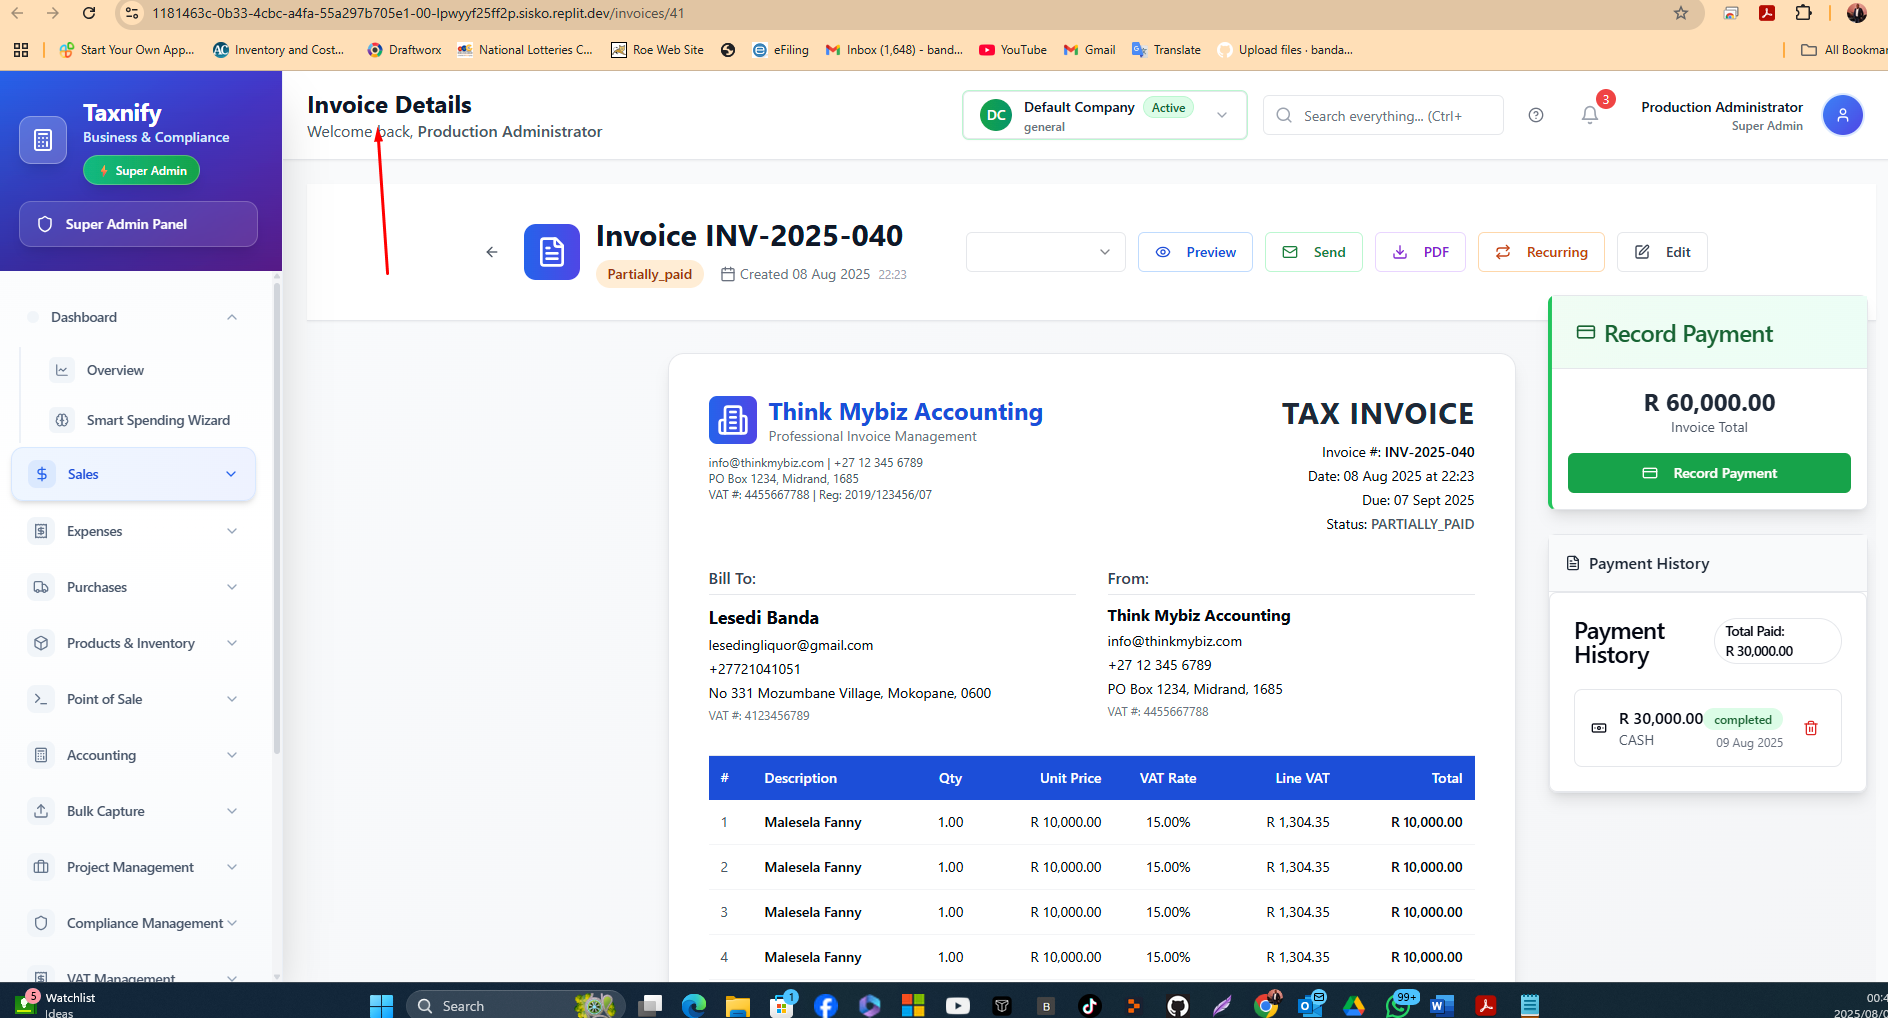 1181463c-0b33-4cbc-a4fa-55a297b705e1-00-lpwyyf25ff2p.sisko.replit.dev/invoices/41
Start Your Own App...
Inventory and Cost...
Draftworx
National Lotteries C...
Roe Web Site
eFiling
Inbox (1,648) - band...
YouTube
Gmail
Translate
Upload files · banda...
All Bookmar
Taxnify
Business & Compliance
Super Admin
Super Admin Panel
Dashboard
Overview
Smart Spending Wizard
Sales
Expenses
Purchases
Products & Inventory
Point of Sale
Accounting
Bulk Capture
Project Management
Compliance Management
VAT Management
Invoice Details
Welcome back, Production Administrator
DC
Default Company
Active
general
Search everything... (Ctrl+
3
Production Administrator
Super Admin
Invoice INV-2025-040
Partially_paid
Created 08 Aug 2025 22:23
Preview
Send
PDF
Recurring
Edit
Think Mybiz Accounting
Professional Invoice Management
info@thinkmybiz.com | +27 12 345 6789
PO Box 1234, Midrand, 1685
VAT #: 4455667788 | Reg: 2019/123456/07
TAX INVOICE
Invoice #: INV-2025-040
Date: 08 Aug 2025 at 22:23
Due: 07 Sept 2025
Status: PARTIALLY_PAID
Bill To:
Lesedi Banda
lesedingliquor@gmail.com
+27721041051
No 331 Mozumbane Village, Mokopane, 0600
VAT #: 4123456789
From:
Think Mybiz Accounting
info@thinkmybiz.com
+27 12 345 6789
PO Box 1234, Midrand, 1685
VAT #: 4455667788
# Description Qty Unit Price VAT Rate Line VAT Total
1 Malesela Fanny 1.00 R 10,000.00 15.00% R 1,304.35 R 10,000.00
2 Malesela Fanny 1.00 R 10,000.00 15.00% R 1,304.35 R 10,000.00
3 Malesela Fanny 1.00 R 10,000.00 15.00% R 1,304.35 R 10,000.00
4 Malesela Fanny 1.00 R 10,000.00 15.00% R 1,304.35 R 10,000.00
Record Payment
R 60,000.00
Invoice Total
Record Payment
Payment History
Payment
History
Total Paid:
R 30,000.00
R 30,000.00
completed
CASH
09 Aug 2025
5
Watchlist
Ideas
Search
1
B
99+
00:4
2025/08/0